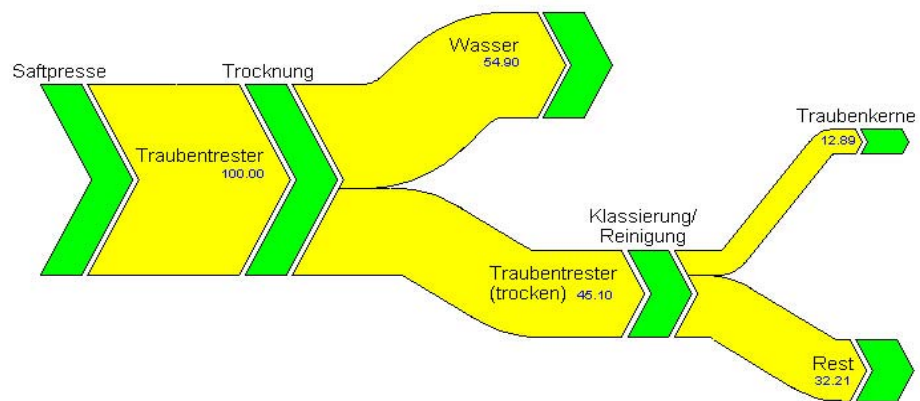 Saftpresse
Trocknung
Wasser
54.90
Traubentrester
100.00
Traubenkerne
12.89
Klassierung/
Reinigung
Traubentrester
(trocken) 45.10
Rest
32.21